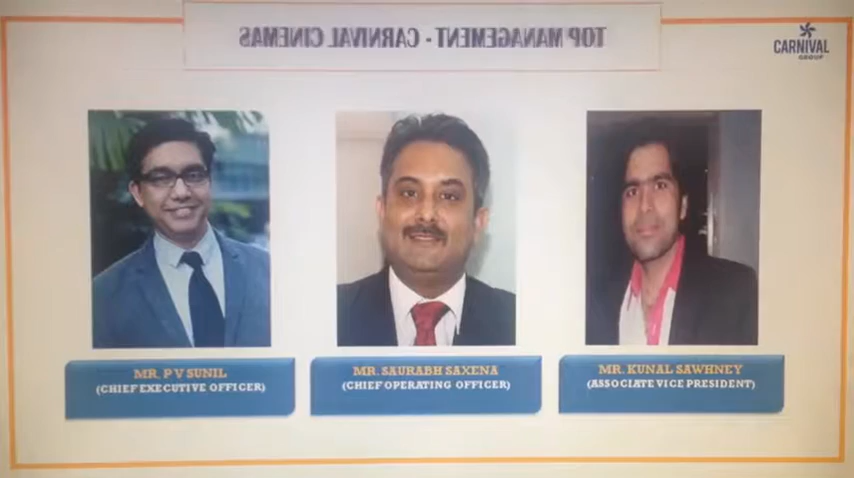 TOP MANAGEMENT - CARNIVAL CINEMAS
CARNIVAL
GROUP
MR. P V SUNIL
(CHIEF EXECUTIVE OFFICER)
MR. SAURABH SAXENA
(CHIEF OPERATING OFFICER)
MR. KUNAL SAWHNEY
(ASSOCIATE VICE PRESIDENT)